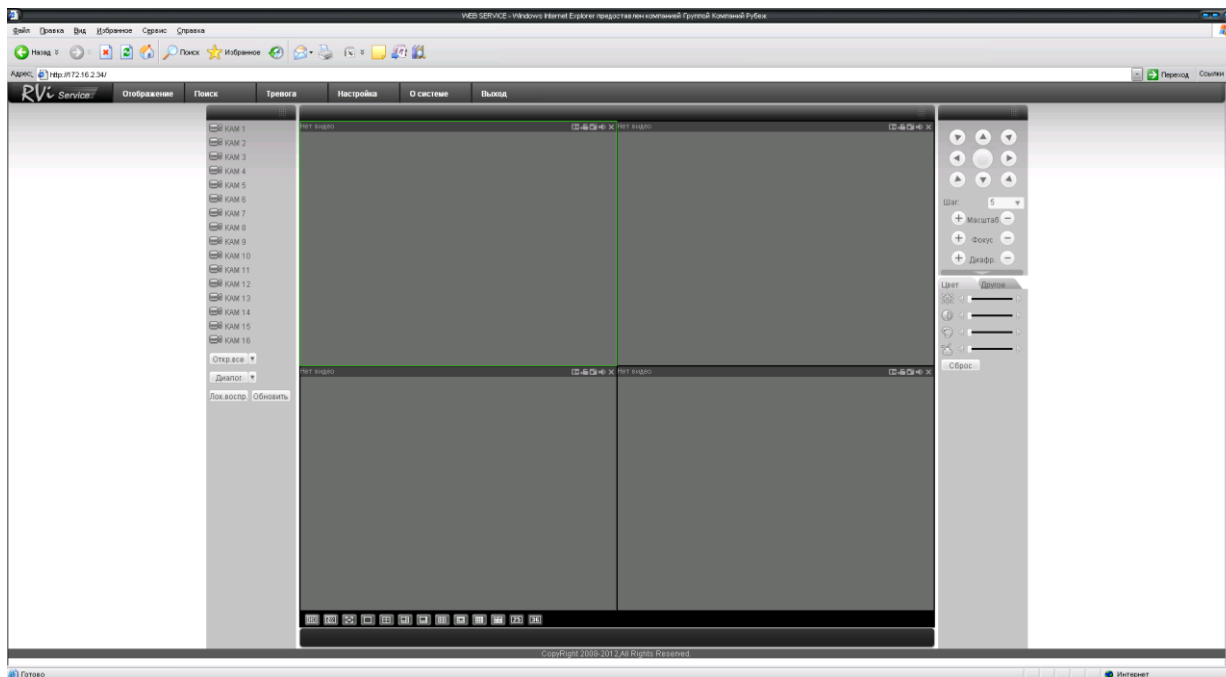 WEB SERVICE - Windows Internet Explorer предоставлен компанией Группой Компаний Рубеж
Файл Правка Вид Избранное Сервис Справка
Назад Поиск Избранное
Адрес: http://172.16.2.34/ Переход Ссылки
RVi Service Отображение Поиск Тревога Настройка О системе Выход
КАМ 1
КАМ 2
КАМ 3
КАМ 4
КАМ 5
КАМ 6
КАМ 7
КАМ 8
КАМ 9
КАМ 10
КАМ 11
КАМ 12
КАМ 13
КАМ 14
КАМ 15
КАМ 16
Откр.все
Диалог
Лок.воспр. Обновить
Нет видео
Нет видео
Нет видео
Нет видео
25 36
Шаг: 5
Масштаб
Фокус
Диафр.
Цвет Другое
Сброс
CopyRight 2008-2012,All Rights Reserved.
Готово Интернет